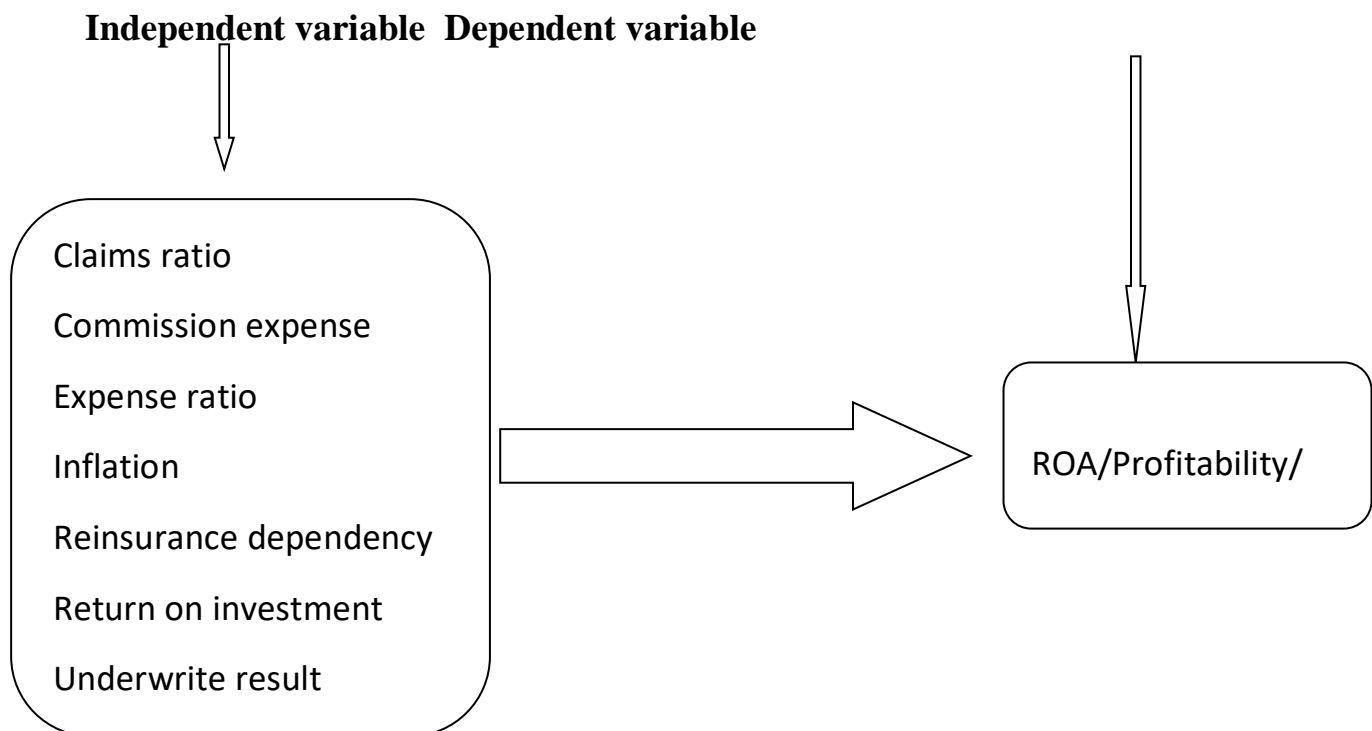 Independent variable  Dependent variable
Claims ratio
Commission expense
Expense ratio
Inflation
Reinsurance dependency
Return on investment
Underwrite result
ROA/Profitability/